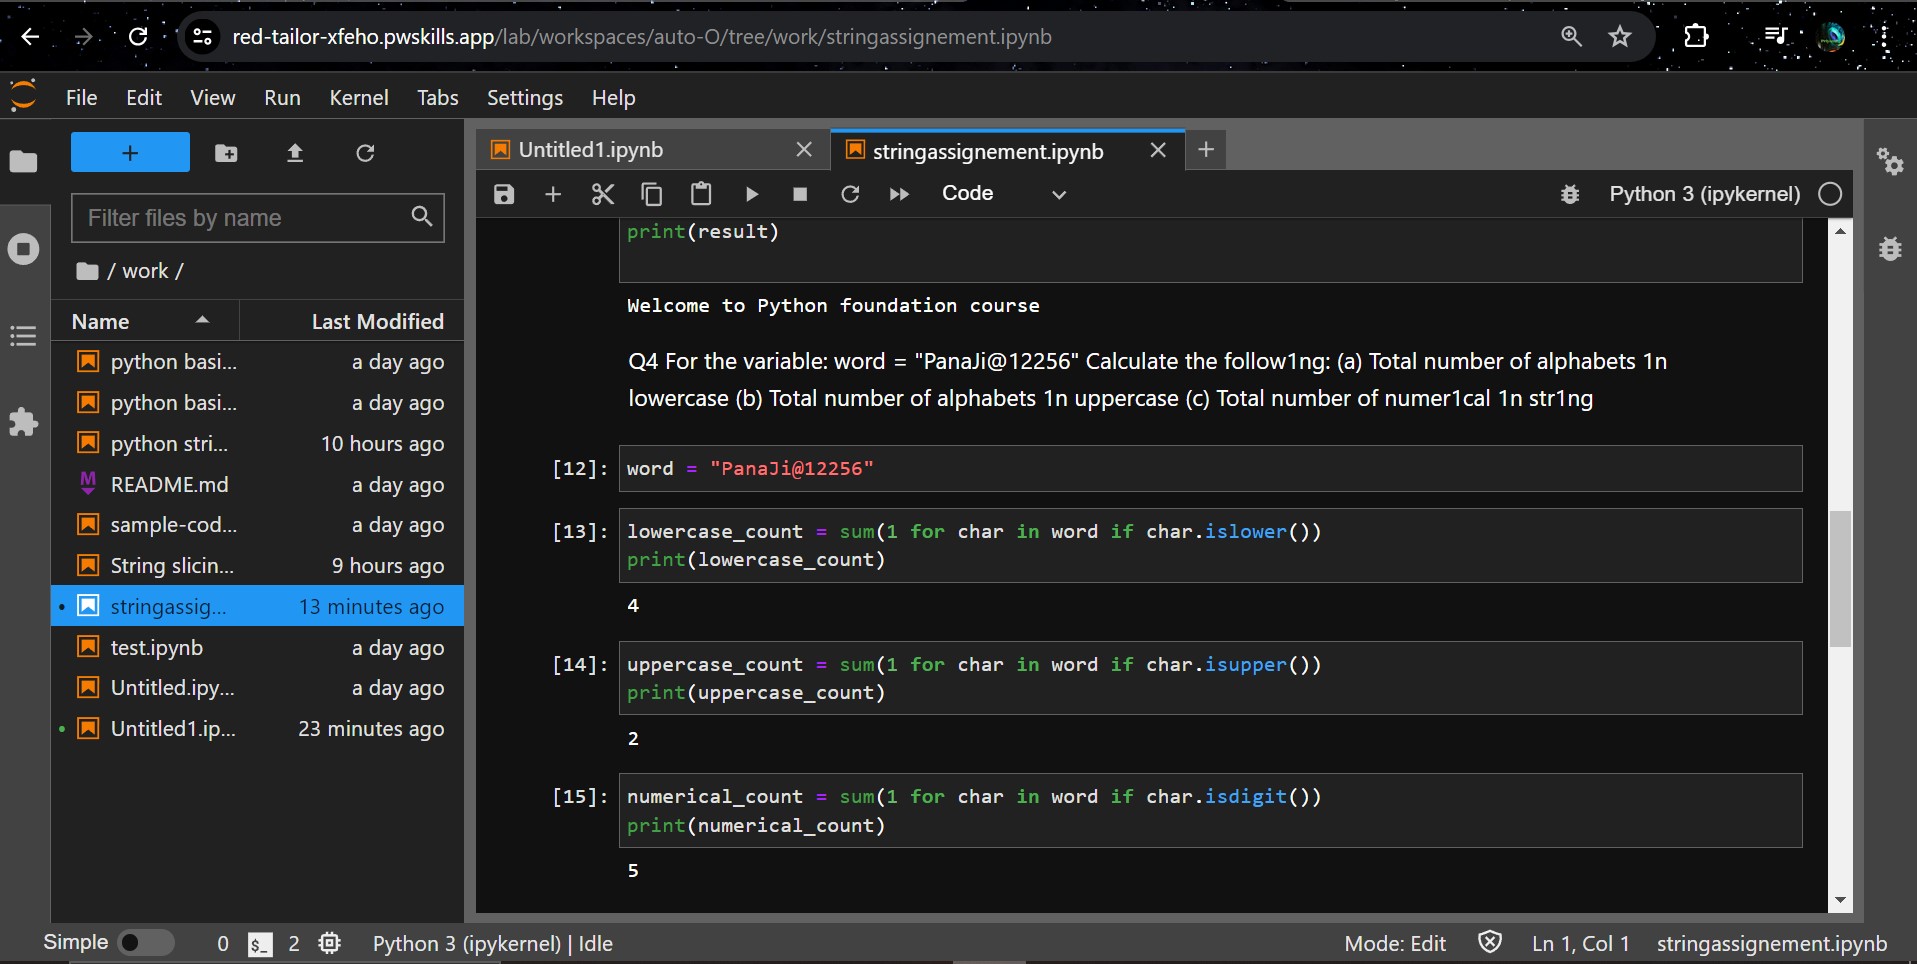 red-tailor-xfeho.pwskills.app/lab/workspaces/auto-O/tree/work/stringassignement.ipynb
File Edit View Run Kernel Tabs Settings Help
+
Untitled1.ipynb
stringassignement.ipynb
Code
Python 3 (ipykernel)
Filter files by name
/ work /
Name Last Modified
python basi... a day ago
python basi... a day ago
python stri... 10 hours ago
README.md a day ago
sample-cod... a day ago
String slicin... 9 hours ago
stringassig... 13 minutes ago
test.ipynb a day ago
Untitled.ipy... a day ago
Untitled1.ip... 23 minutes ago
print(result)
Welcome to Python foundation course
Q4 For the variable: word = "PanaJi@12256" Calculate the follow1ng: (a) Total number of alphabets 1n
lowercase (b) Total number of alphabets 1n uppercase (c) Total number of numer1cal 1n str1ng
[12]: word = "PanaJi@12256"
[13]: lowercase_count = sum(1 for char in word if char.islower())
print(lowercase_count)
4
[14]: uppercase_count = sum(1 for char in word if char.isupper())
print(uppercase_count)
2
[15]: numerical_count = sum(1 for char in word if char.isdigit())
print(numerical_count)
5
Simple 0 $_ 2 Python 3 (ipykernel) | Idle Mode: Edit Ln 1, Col 1 stringassignement.ipynb